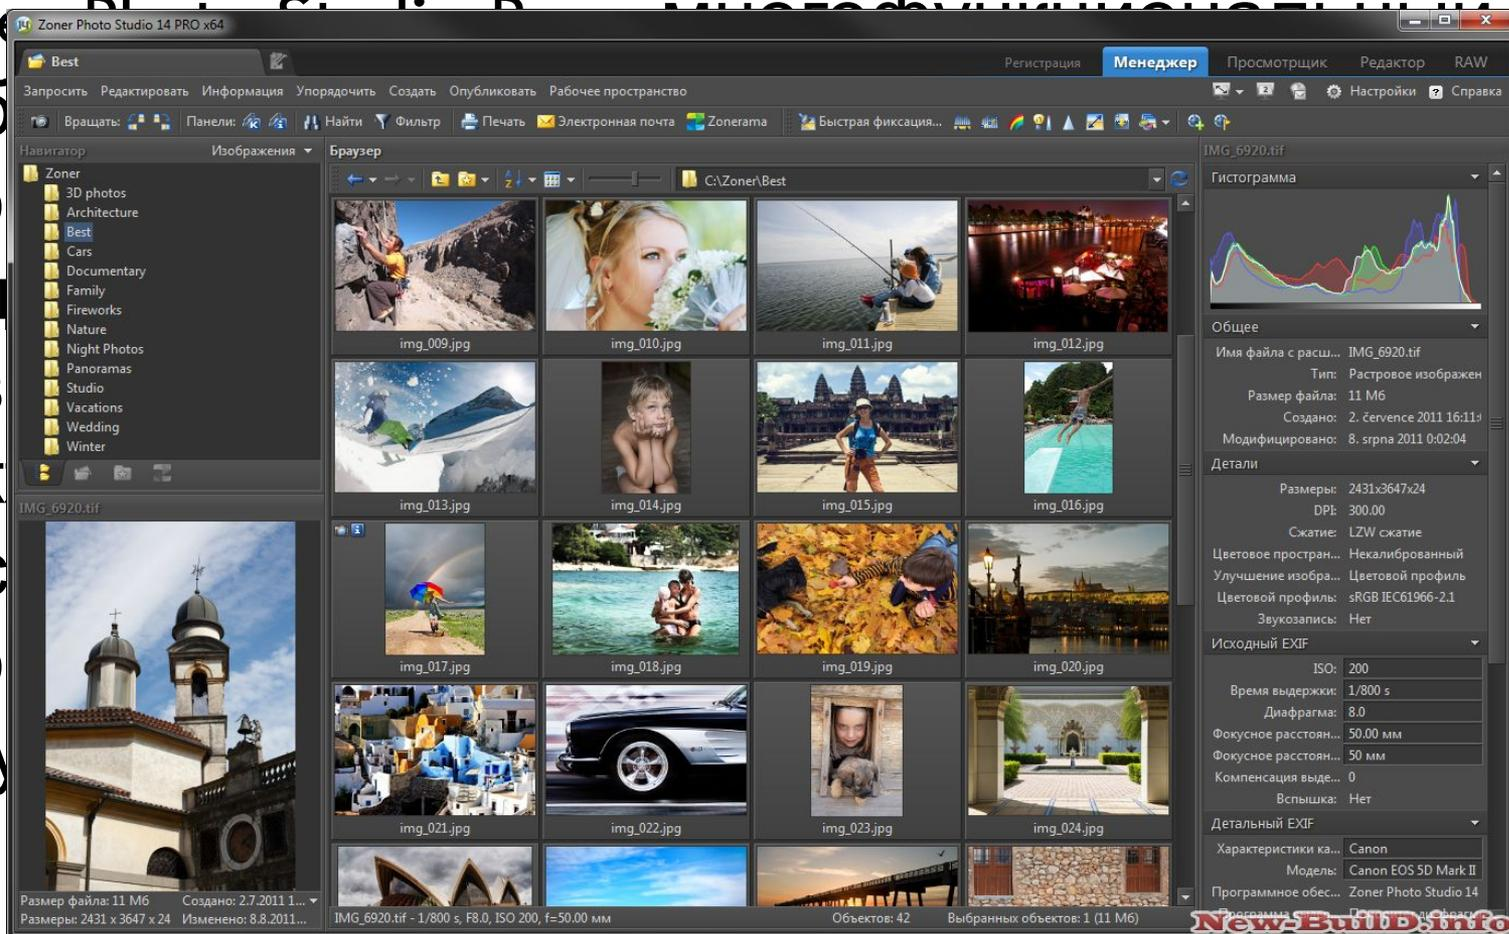 Photo Studio Pro многофункциональный
Zoner Photo Studio 14 PRO x64
Best
Регистрация Менеджер Просмотрщик Редактор RAW
Запросить Редактировать Информация Упорядочить Создать Опубликовать Рабочее пространство
Настройки Справка
Вращать: Панели: Найти Фильтр Печать Электронная почта Zonerama Быстрая фиксация...
Навигатор Изображения
Zoner
3D photos
Architecture
Best
Cars
Documentary
Family
Fireworks
Nature
Night Photos
Panoramas
Studio
Vacations
Wedding
Winter
IMG_6920.tif
Размер файла: 11 Мб Создано: 2.7.2011 1...
Размеры: 2431 x 3647 x 24 Изменено: 8.8.2011...
Браузер
C:\Zoner\Best
img_009.jpg img_010.jpg img_011.jpg img_012.jpg
img_013.jpg img_014.jpg img_015.jpg img_016.jpg
img_017.jpg img_018.jpg img_019.jpg img_020.jpg
img_021.jpg img_022.jpg img_023.jpg img_024.jpg
IMG_6920.tif - 1/800 s, F8.0, ISO 200, f=50.00 мм Объектов: 42 Выбранных объектов: 1 (11 Мб)
IMG_6920.tif
Гистограмма
Общее
Имя файла с расш... IMG_6920.tif
Тип: Растровое изображен
Размер файла: 11 Мб
Создано: 2. července 2011 16:11:
Модифицировано: 8. srpna 2011 0:02:04
Детали
Размеры: 2431x3647x24
DPI: 300.00
Сжатие: LZW сжатие
Цветовое простран... Некалиброванный
Улучшение изобра... Цветовой профиль
Цветовой профиль: sRGB IEC61966-2.1
Звукозапись: Нет
Исходный EXIF
ISO: 200
Время выдержки: 1/800 s
Диафрагма: 8.0
Фокусное расстоян... 50.00 мм
Фокусное расстоян... 50 мм
Компенсация выде... 0
Вспышка: Нет
Детальный EXIF
Характеристики ка... Canon
Модель: Canon EOS 5D Mark II
Программное обес... Zoner Photo Studio 14
New-BuilD.info